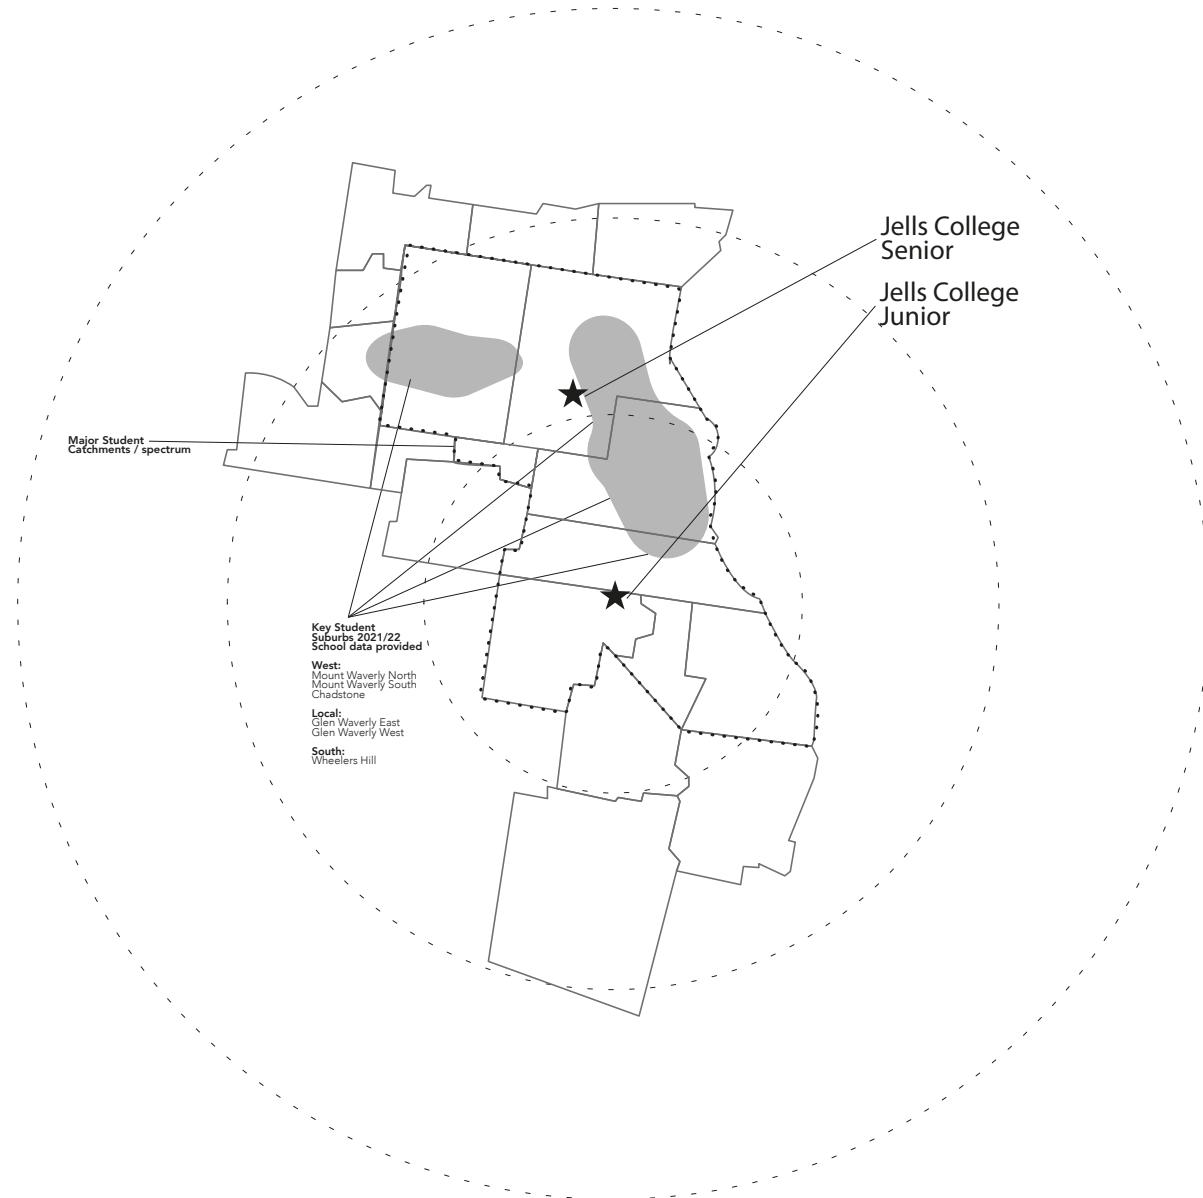 Jells College
Senior
Jells College
Junior
Major Student
Catchments / spectrum
Key Student
Suburbs 2021/22
School data provided
West:
Mount Waverly North
Mount Waverly South
Chadstone
Local:
Glen Waverly East
Glen Waverly West
South:
Wheelers Hill